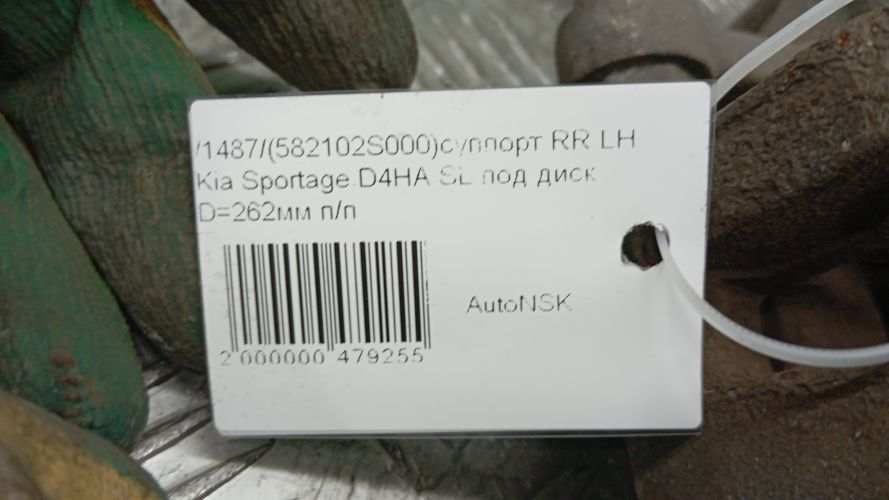 /1487/(582102S000)суппорт RR LH
Kia Sportage D4HA SL под диск
D=262мм п/п
AutoNSK
2 000000 479255